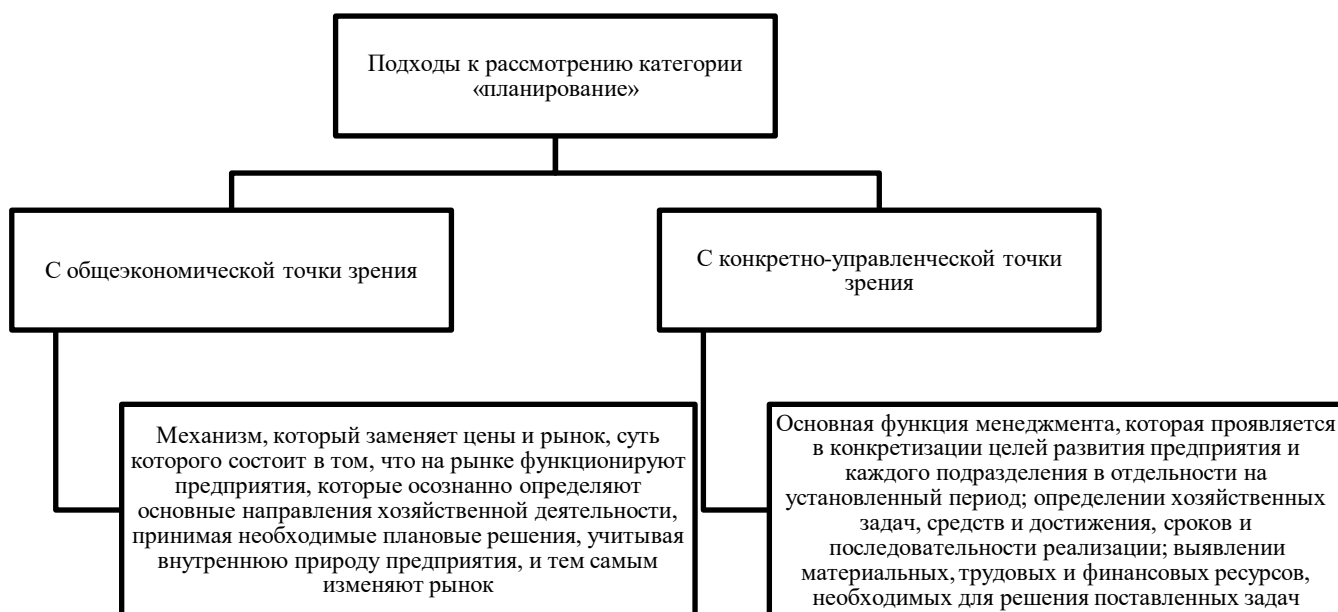 Подходы к рассмотрению категории
«планирование»
С общеэкономической точки зрения
С конкретно-управленческой точки
зрения
Механизм, который заменяет цены и рынок, суть
которого состоит в том, что на рынке функционируют
предприятия, которые осознанно определяют
основные направления хозяйственной деятельности,
принимая необходимые плановые решения, учитывая
внутреннюю природу предприятия, и тем самым
изменяют рынок
Основная функция менеджмента, которая проявляется
в конкретизации целей развития предприятия и
каждого подразделения в отдельности на
установленный период; определении хозяйственных
задач, средств и достижения, сроков и
последовательности реализации; выявлении
материальных, трудовых и финансовых ресурсов,
необходимых для решения поставленных задач